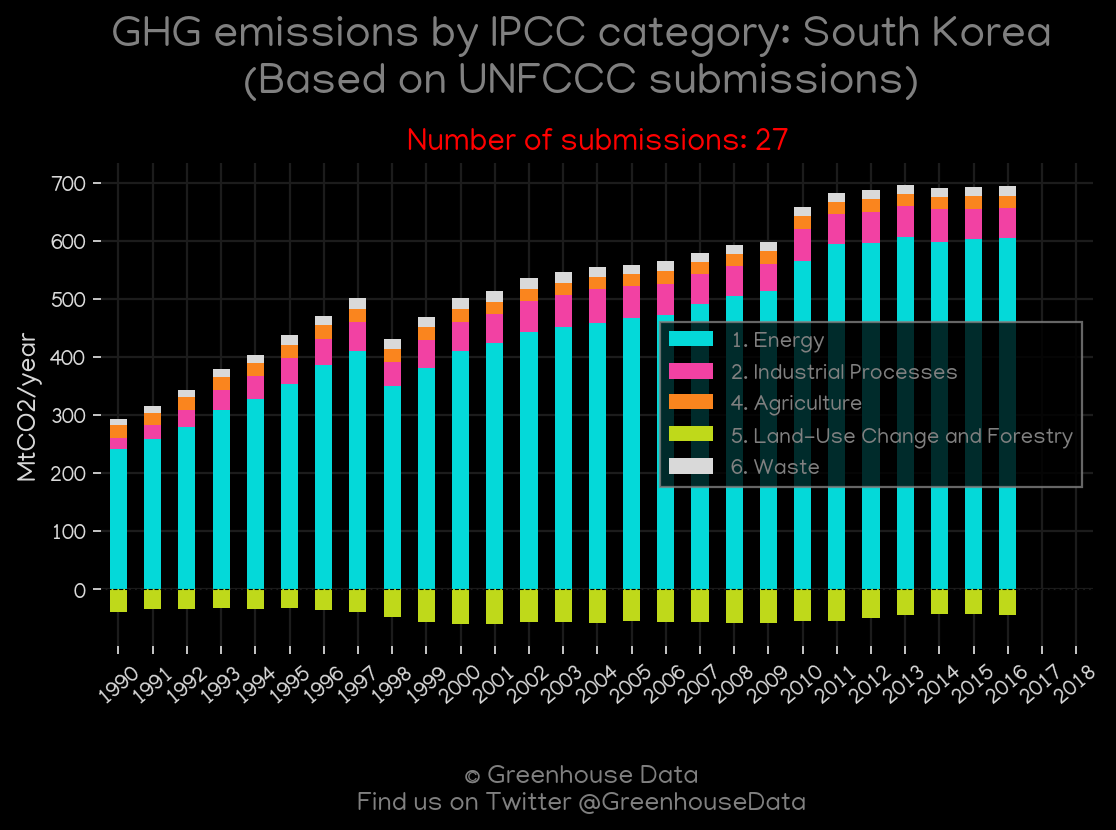 GHG emissions by IPCC category: South Korea
(Based on UNFCCC submissions)
Number of submissions: 27
MtCO2/year
700
600
500
400
300
200
100
0
1. Energy
2. Industrial Processes
4. Agriculture
5. Land-Use Change and Forestry
6. Waste
1990 1991 1992 1993 1994 1995 1996 1997 1998 1999 2000 2001 2002 2003 2004 2005 2006 2007 2008 2009 2010 2011 2012 2013 2014 2015 2016 2017 2018
© Greenhouse Data
Find us on Twitter @GreenhouseData